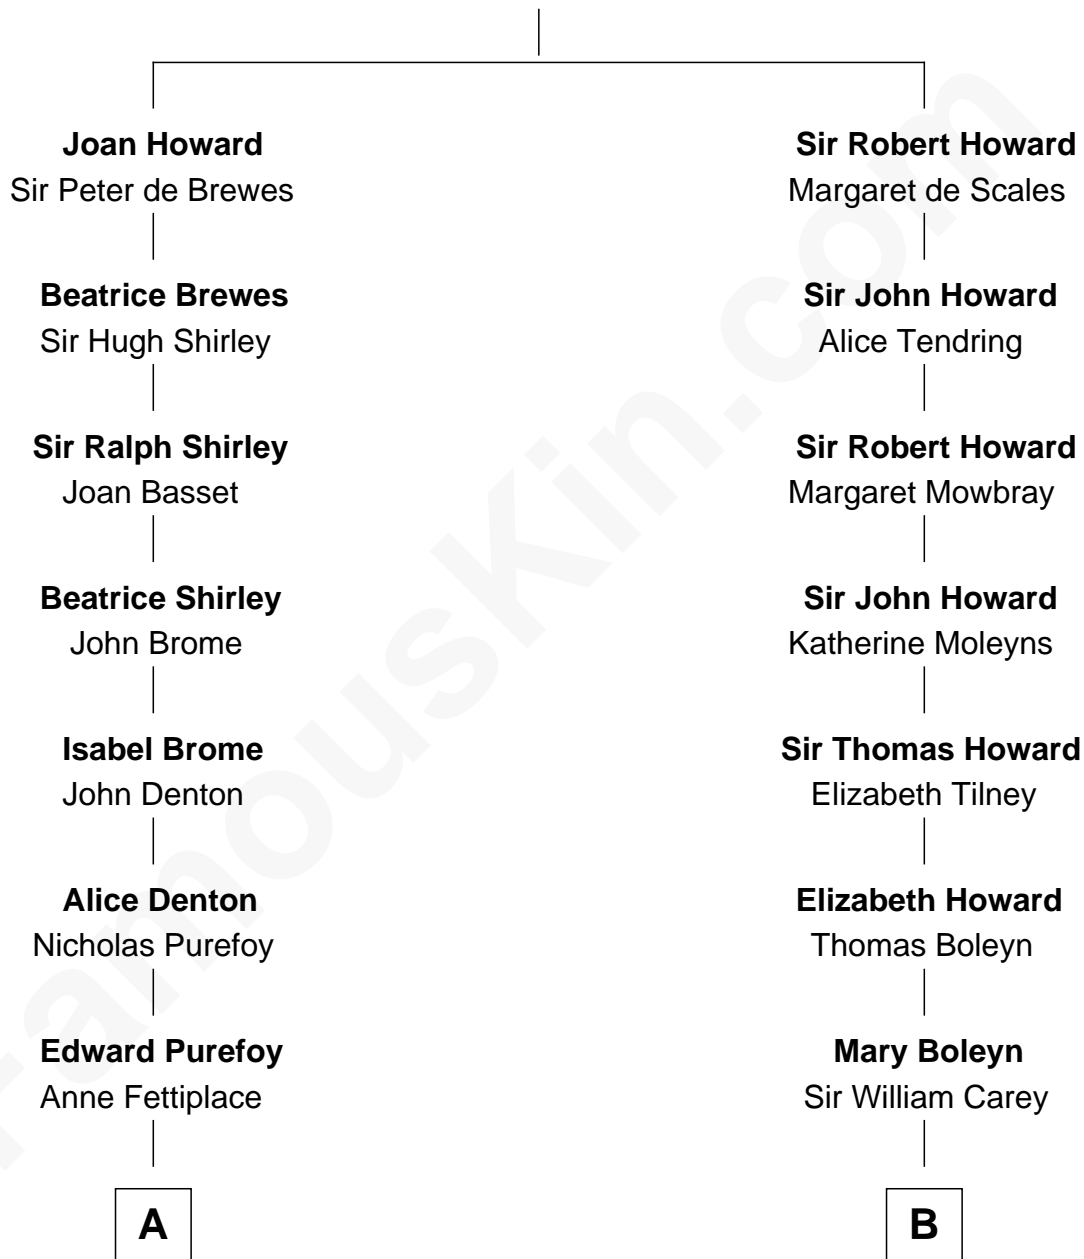 Joan Howard
Sir Peter de Brewes
Beatrice Brewes
Sir Hugh Shirley
Sir Ralph Shirley
Joan Basset
Beatrice Shirley
John Brome
Isabel Brome
John Denton
Alice Denton
Nicholas Purefoy
Edward Purefoy
Anne Fettiplace
A
Sir Robert Howard
Margaret de Scales
Sir John Howard
Alice Tendring
Sir Robert Howard
Margaret Mowbray
Sir John Howard
Katherine Moleyns
Sir Thomas Howard
Elizabeth Tilney
Elizabeth Howard
Thomas Boleyn
Mary Boleyn
Sir William Carey
B
FamousKin.com